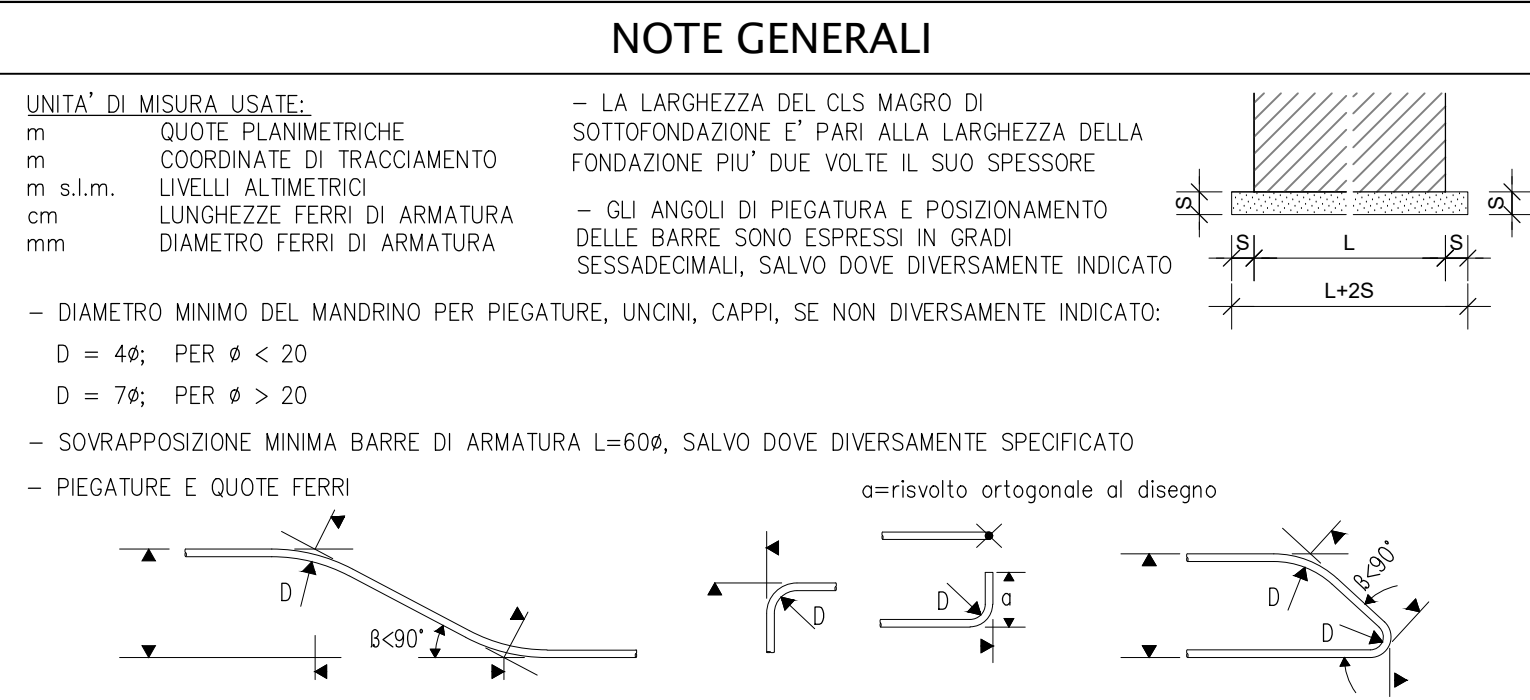 NOTE GENERALI
UNITA' DI MISURA USATE:
m QUOTE PLANIMETRICHE
m COORDINATE DI TRACCIAMENTO
m s.l.m. LIVELLI ALTIMETRICI
cm LUNGHEZZE FERRI DI ARMATURA
mm DIAMETRO FERRI DI ARMATURA
– LA LARGHEZZA DEL CLS MAGRO DI
SOTTOFONDAZIONE E' PARI ALLA LARGHEZZA DELLA
FONDAZIONE PIU' DUE VOLTE IL SUO SPESSORE
– GLI ANGOLI DI PIEGATURA E POSIZIONAMENTO
DELLE BARRE SONO ESPRESSI IN GRADI
SESSADECIMALI, SALVO DOVE DIVERSAMENTE INDICATO
S
S
S L S
L+2S
– DIAMETRO MINIMO DEL MANDRINO PER PIEGATURE, UNCINI, CAPPI, SE NON DIVERSAMENTE INDICATO:
D = 4ø; PER ø < 20
D = 7ø; PER ø > 20
– SOVRAPPOSIZIONE MINIMA BARRE DI ARMATURA L=60ø, SALVO DOVE DIVERSAMENTE SPECIFICATO
– PIEGATURE E QUOTE FERRI
a=risvolto ortogonale al disegno
D
ß<90°
D
D
a
D
ß<90°
D